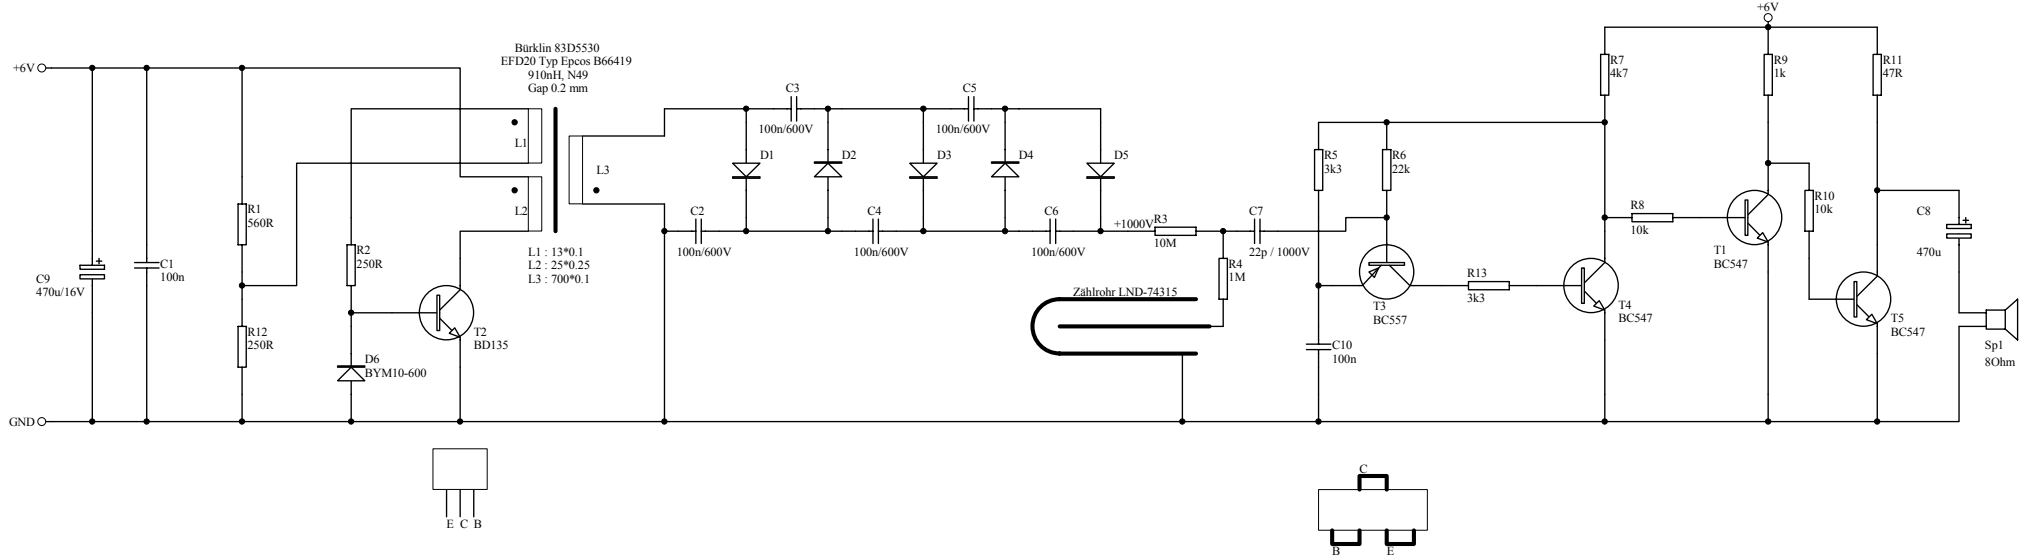 +6V
Bürklin 83D5530
EFD20 Typ Epcos B66419
910nH, N49
Gap 0.2 mm
+6V
R7
4k7
R9
1k
R11
47R
C3
100n/600V
C5
100n/600V
L1
L2
L3
L1 : 13*0.1
L2 : 25*0.25
L3 : 700*0.1
D1
D2
D3
D4
D5
R5
3k3
R6
22k
R1
560R
R2
250R
C2
100n/600V
C4
100n/600V
C6
100n/600V
+1000V
R3
10M
C7
22p / 1000V
R8
10k
R10
10k
C8
470u
T1
BC547
+
C9
470u/16V
+
C1
100n
R4
1M
Zählrohr LND-74315
T3
BC557
R13
3k3
T4
BC547
T5
BC547
R12
250R
T2
BD135
D6
BYM10-600
C10
100n
Sp1
8Ohm
GND
E C B
C
B
E